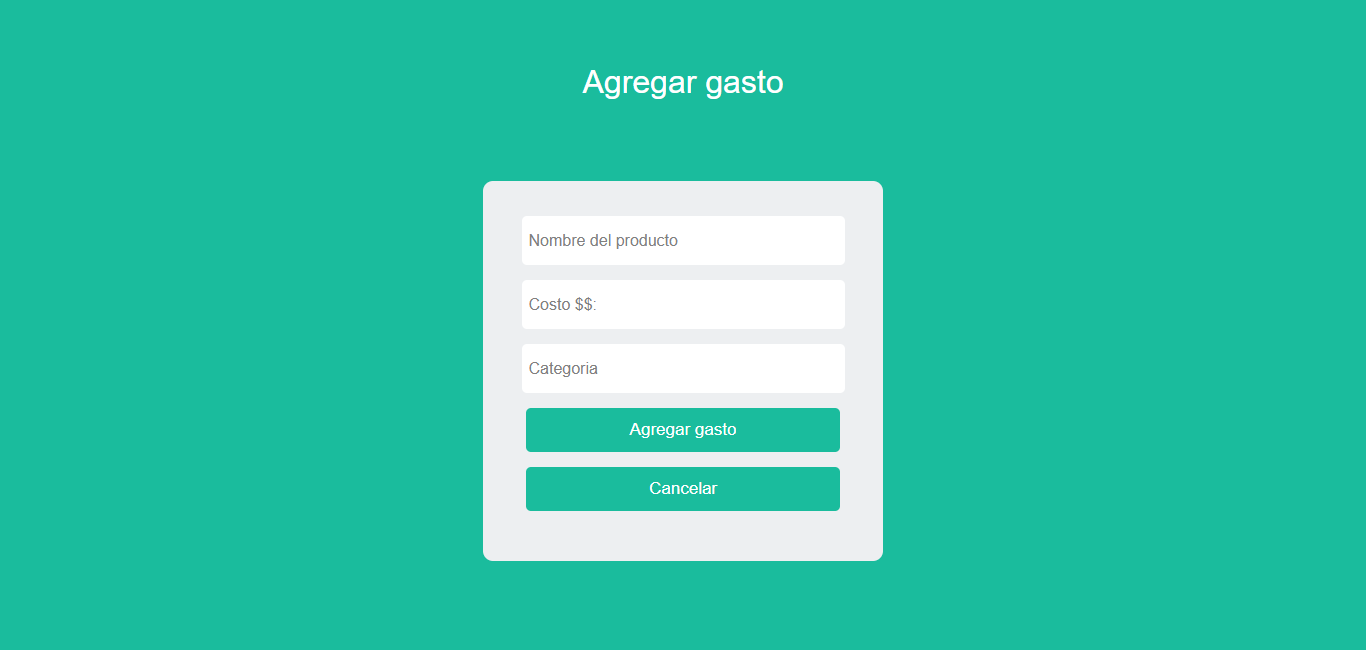 Agregar gasto
Nombre del producto
Costo $$:
Categoria
Agregar gasto
Cancelar